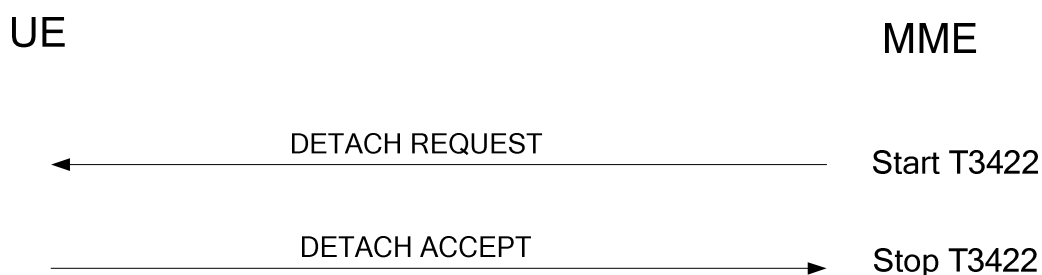 UE
MME
DETACH REQUEST
Start T3422
DETACH ACCEPT
Stop T3422